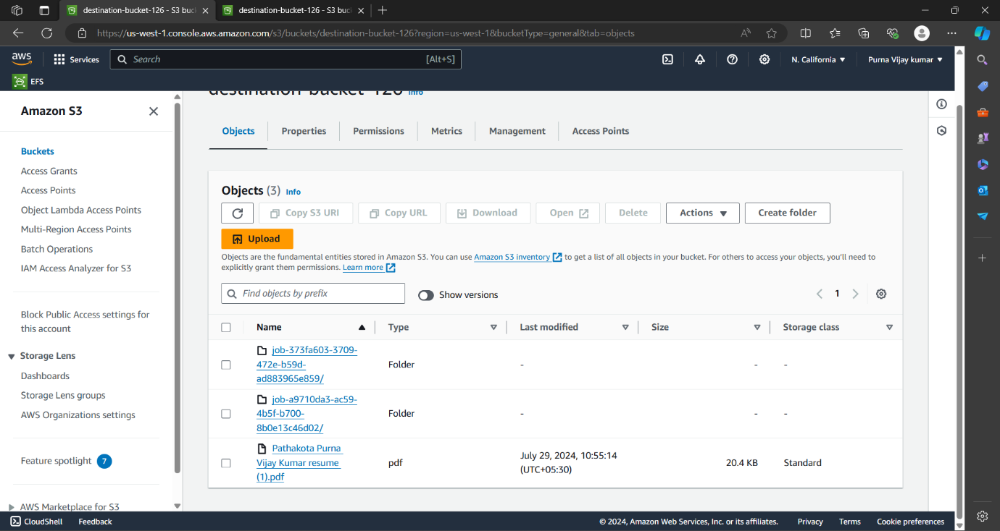 destination-bucket-126 - S3 buck
destination-bucket-126 - S3 buck
https://us-west-1.console.aws.amazon.com/s3/buckets/destination-bucket-126?region=us-west-1&bucketType=general&tab=objects
aws
Services
Search
[Alt+S]
N. California
Purna Vijay kumar
EFS
Amazon S3
Buckets
Access Grants
Access Points
Object Lambda Access Points
Multi-Region Access Points
Batch Operations
IAM Access Analyzer for S3
Block Public Access settings for
this account
Storage Lens
Dashboards
Storage Lens groups
AWS Organizations settings
Feature spotlight 7
AWS Marketplace for S3
destination-bucket-126 Info
Objects
Properties
Permissions
Metrics
Management
Access Points
Objects (3) Info
Copy S3 URI
Copy URL
Download
Open
Delete
Actions
Create folder
Upload
Objects are the fundamental entities stored in Amazon S3. You can use Amazon S3 inventory to get a list of all objects in your bucket. For others to access your objects, you'll need to
explicitly grant them permissions. Learn more
Find objects by prefix
Show versions
1
Name
Type
Last modified
Size
Storage class
job-373fa603-3709-
472e-b59d-
ad883965e859/
Folder
-
-
-
job-a9710da3-ac59-
4b5f-b700-
8b0e13c46d02/
Folder
-
-
-
Pathakota Purna
Vijay Kumar resume
(1).pdf
pdf
July 29, 2024, 10:55:14
(UTC+05:30)
20.4 KB
Standard
CloudShell
Feedback
© 2024, Amazon Web Services, Inc. or its affiliates.
Privacy
Terms
Cookie preferences